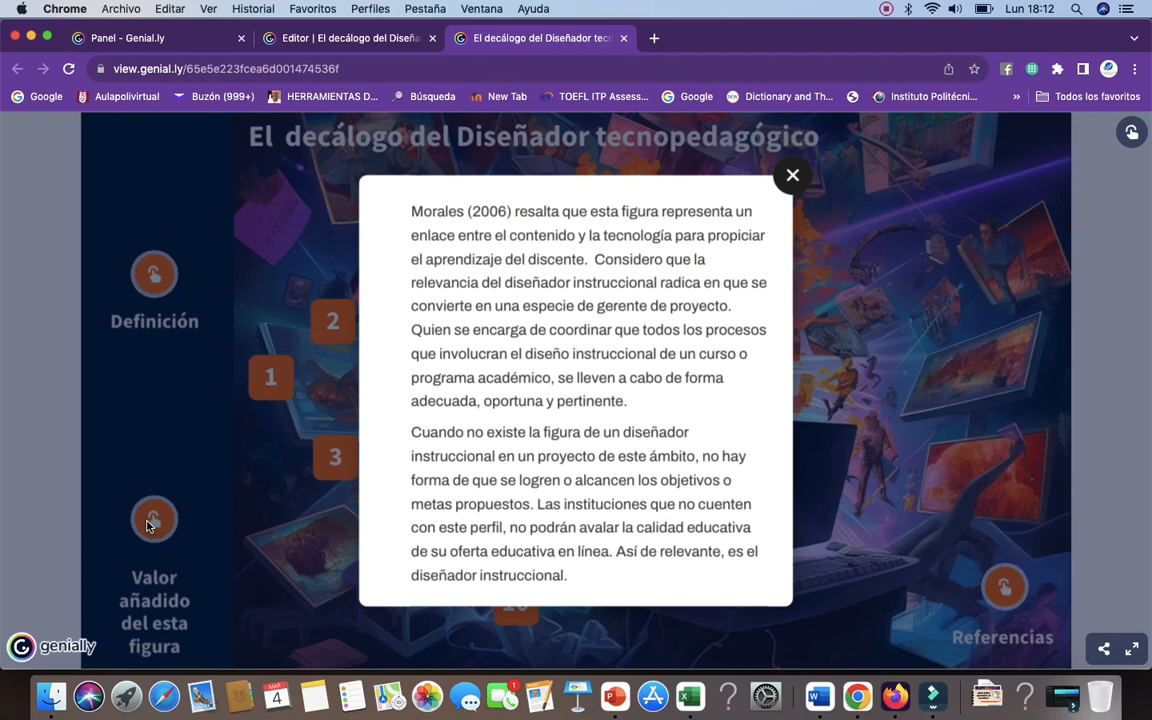 Chrome Archivo Editar Ver Historial Favoritos Perfiles Pestaña Ventana Ayuda Lun 18:12
Panel - Genial.ly
Editor | El decálogo del Diseña
El decálogo del Diseñador tecn
view.genial.ly/65e5e223fcea6d001474536f
Google Aulapolivirtual Buzón (999+) HERRAMIENTAS D... Búsqueda New Tab TOEFL ITP Assess... Google Dictionary and Th... Instituto Politécni... » Todos los favoritos
El decálogo del Diseñador tecnopedagógico
Morales (2006) resalta que esta figura representa un
enlace entre el contenido y la tecnología para propiciar
el aprendizaje del discente. Considero que la
relevancia del diseñador instruccional radica en que se
convierte en una especie de gerente de proyecto.
Quien se encarga de coordinar que todos los procesos
que involucran el diseño instruccional de un curso o
programa académico, se lleven a cabo de forma
adecuada, oportuna y pertinente.
Cuando no existe la figura de un diseñador
instruccional en un proyecto de este ámbito, no hay
forma de que se logren o alcancen los objetivos o
metas propuestos. Las instituciones que no cuenten
con este perfil, no podrán avalar la calidad educativa
de su oferta educativa en línea. Así de relevante, es el
diseñador instruccional.
Definición
2
1
3
10
Valor
añadido
del esta
figura
Referencias
genially
MAR
4
1